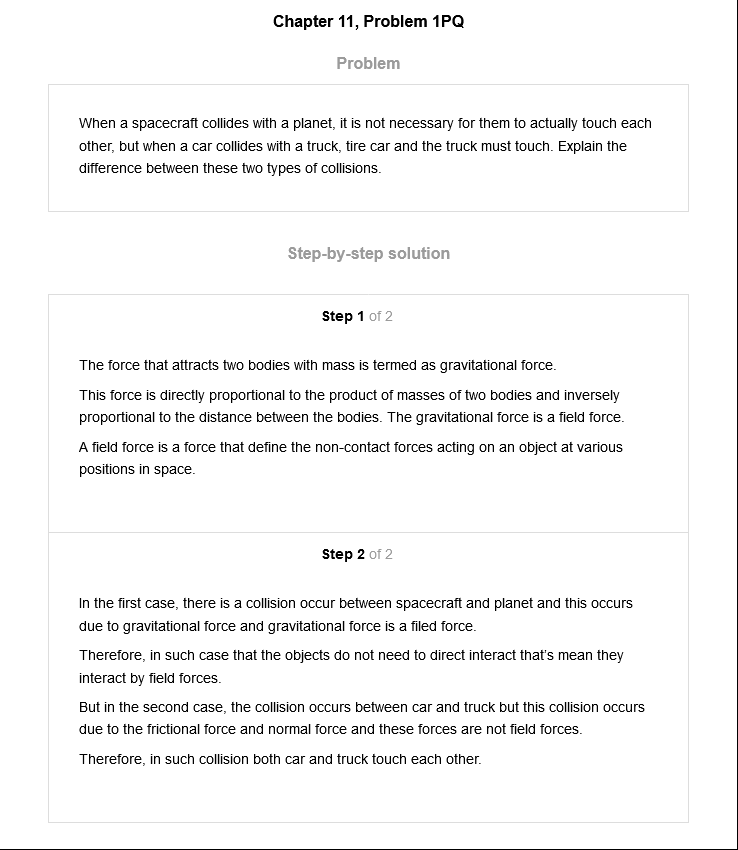 Chapter 11, Problem 1PQ
Problem
When a spacecraft collides with a planet, it is not necessary for them to actually touch each
other, but when a car collides with a truck, tire car and the truck must touch. Explain the
difference between these two types of collisions.
Step-by-step solution
Step 1 of 2
The force that attracts two bodies with mass is termed as gravitational force.
This force is directly proportional to the product of masses of two bodies and inversely
proportional to the distance between the bodies. The gravitational force is a field force.
A field force is a force that define the non-contact forces acting on an object at various
positions in space.
Step 2 of 2
In the first case, there is a collision occur between spacecraft and planet and this occurs
due to gravitational force and gravitational force is a filed force.
Therefore, in such case that the objects do not need to direct interact that's mean they
interact by field forces.
But in the second case, the collision occurs between car and truck but this collision occurs
due to the frictional force and normal force and these forces are not field forces.
Therefore, in such collision both car and truck touch each other.